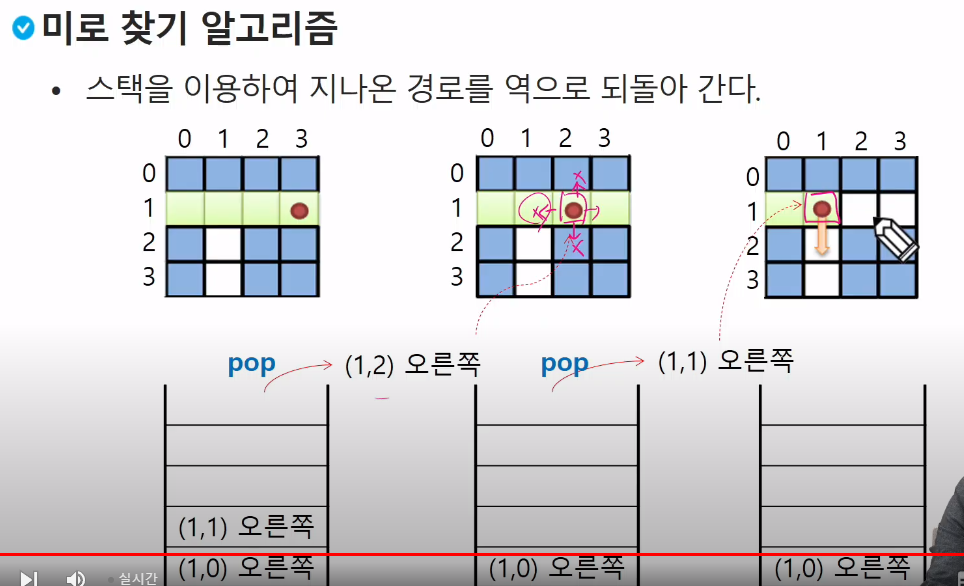 미로 찾기 알고리즘
• 스택을 이용하여 지나온 경로를 역으로 되돌아 간다.
0 1 2 3
0
1
2
3
0 1 2 3
0
1
2
3
0 1 2 3
0
1
2
3
pop
(1,2) 오른쪽
pop
(1,1) 오른쪽
(1,1) 오른쪽
(1,0) 오른쪽
(1,0) 오른쪽
(1,0) 오른쪽
실시간